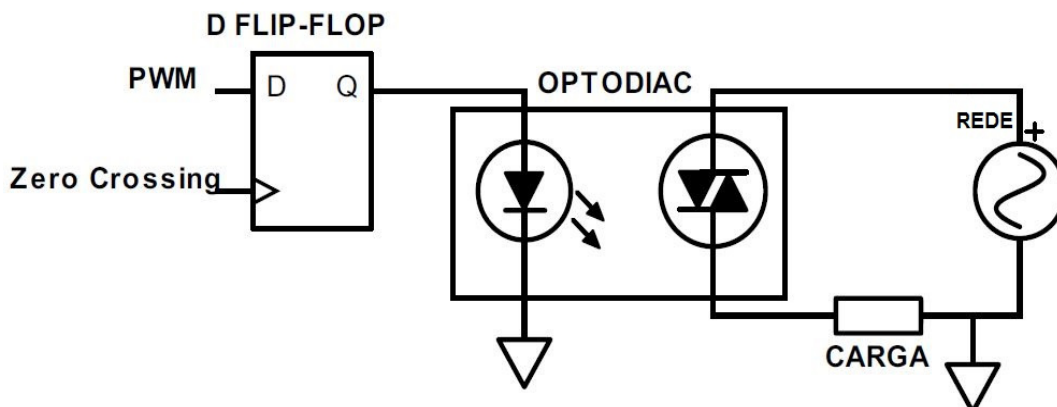 D FLIP-FLOP
PWM
D
Q
OPTODIAC
REDE
+
Zero Crossing
CARGA